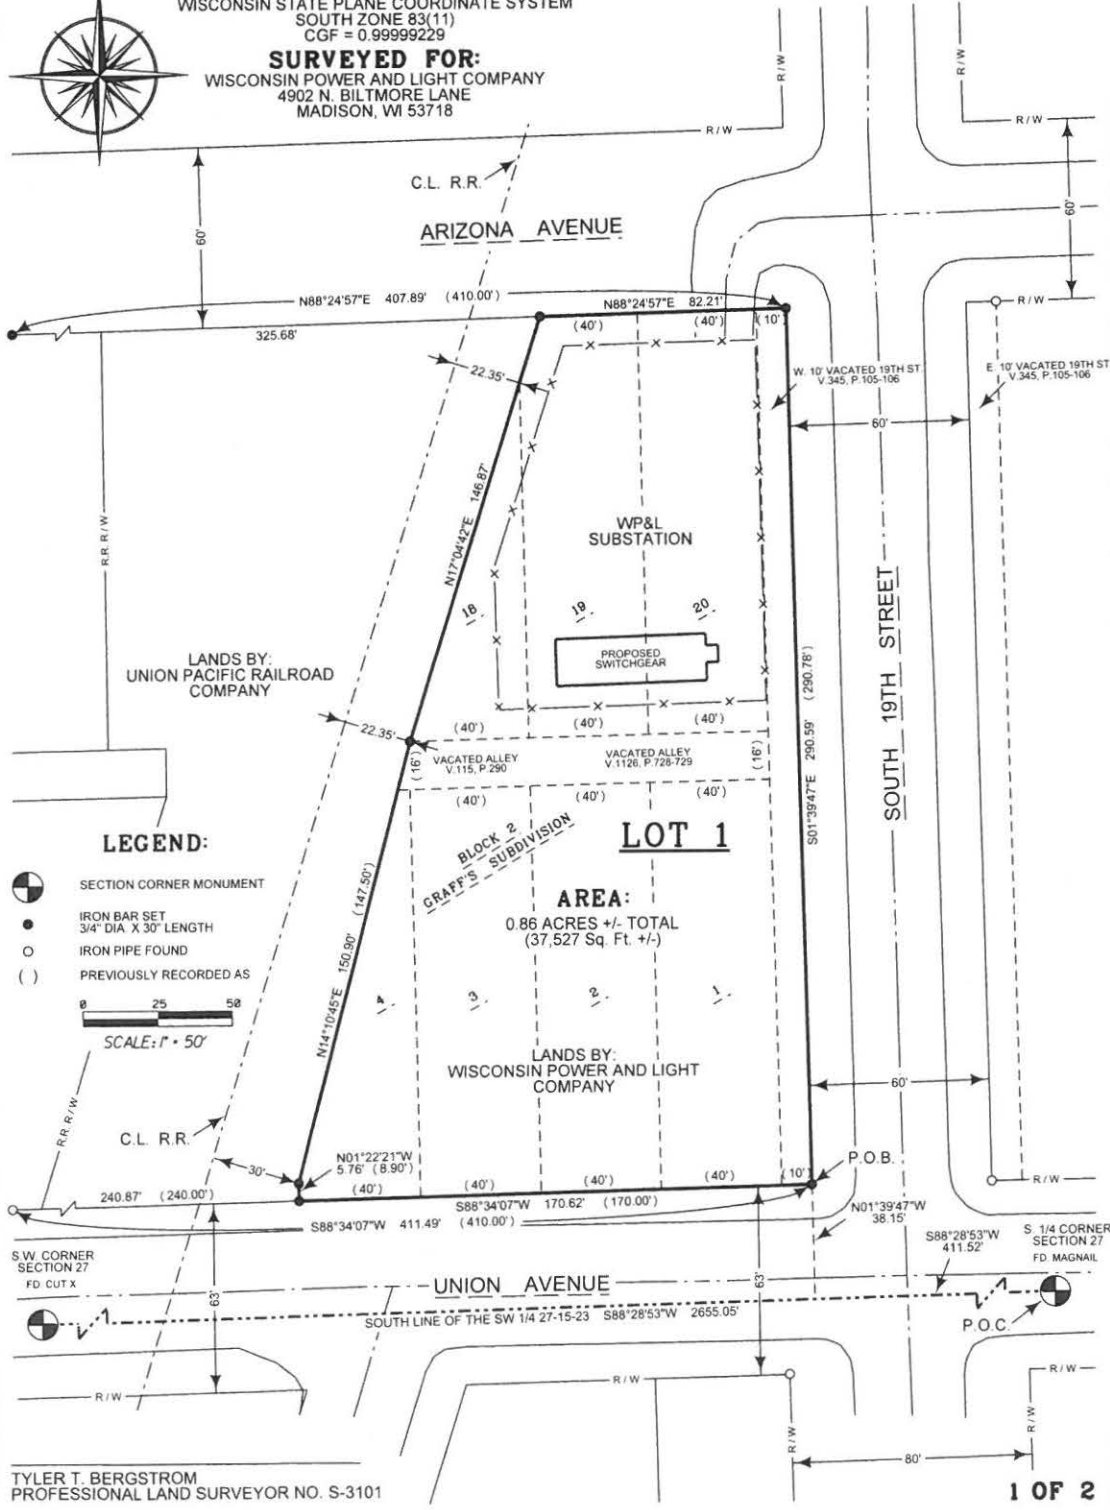 WISCONSIN STATE PLANE COORDINATE SYSTEM
SOUTH ZONE 83(11)
CGF = 0.99999229
SURVEYED FOR:
WISCONSIN POWER AND LIGHT COMPANY
4902 N. BILTMORE LANE
MADISON, WI 53718
R/W
R/W
R/W
R/W
C.L. R.R.
ARIZONA AVENUE
60'
60'
N88°24'57"E 407.89' (410.00')
N88°24'57"E 82.21'
R/W
325.68'
(40')
(40')
(10')
22.35'
W. 10' VACATED 19TH ST.
V.345, P.105-106
E. 10' VACATED 19TH ST
V.345, P.105-106
60'
R.R. R/W
N17°04'42"E 146.87'
WP&L
SUBSTATION
18
19
20
PROPOSED
SWITCHGEAR
SOUTH 19TH STREET
S01°39'47"E 290.59' (290.78')
LANDS BY:
UNION PACIFIC RAILROAD
COMPANY
22.35'
(40')
(40')
(40')
(16')
VACATED ALLEY
V.115, P.290
VACATED ALLEY
V.1126, P.728-729
(16')
(40')
(40')
(40')
BLOCK 2
GRAFF'S SUBDIVISION
LOT 1
AREA:
0.86 ACRES +/- TOTAL
(37,527 Sq. Ft. +/-)
LEGEND:
SECTION CORNER MONUMENT
IRON BAR SET
3/4" DIA. X 30" LENGTH
IRON PIPE FOUND
( ) PREVIOUSLY RECORDED AS
0 25 50
SCALE: 1" = 50'
N14°10'45"E 150.90' (147.50')
4
3
2
1
LANDS BY:
WISCONSIN POWER AND LIGHT
COMPANY
60'
R.R. R/W
C.L. R.R.
30'
N01°22'21"W
5.76' (8.90')
P.O.B.
240.87' (240.00')
(40')
(40')
(40')
(40')
(10')
R/W
S88°34'07"W 170.62' (170.00')
S88°34'07"W 411.49' (410.00')
N01°39'47"W
38.15'
S88°28'53"W
411.52'
S. 1/4 CORNER
SECTION 27
FD. MAGNAIL
S.W. CORNER
SECTION 27
FD. CUT X
63'
UNION AVENUE
63'
SOUTH LINE OF THE SW 1/4 27-15-23 S88°28'53"W 2655.05'
P.O.C.
R/W
R/W
R/W
R/W
R/W
80'
TYLER T. BERGSTROM
PROFESSIONAL LAND SURVEYOR NO. S-3101
1 OF 2